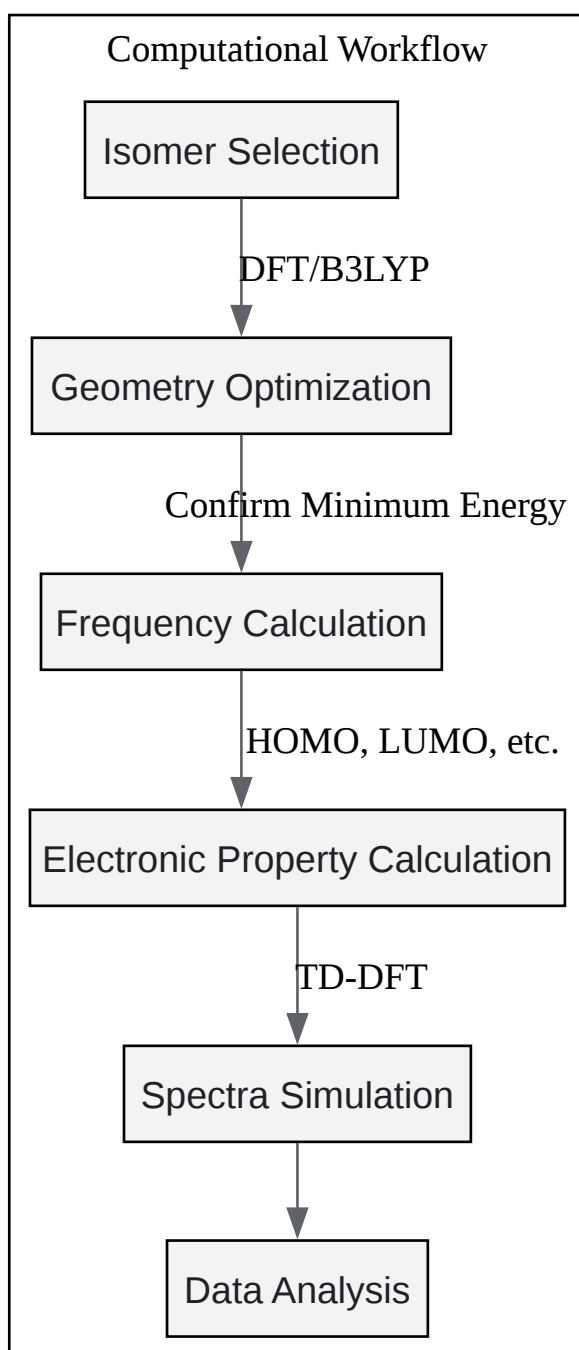 Computational Workflow
Isomer Selection
DFT/B3LYP
Geometry Optimization
Confirm Minimum Energy
Frequency Calculation
HOMO, LUMO, etc.
Electronic Property Calculation
TD-DFT
Spectra Simulation
Data Analysis